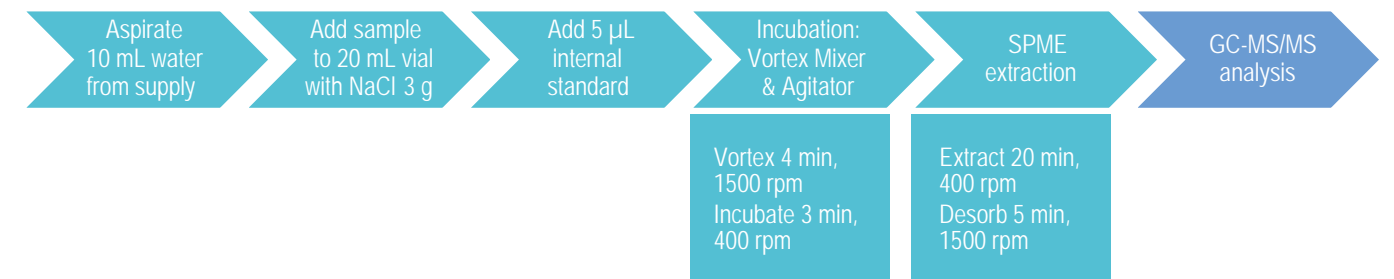 Aspirate
10 mL water
from supply
Add sample
to 20 mL vial
with NaCl 3 g
Add 5 µL
internal
standard
Incubation:
Vortex Mixer
& Agitator
SPME
extraction
GC-MS/MS
analysis
Vortex 4 min,
1500 rpm
Incubate 3 min,
400 rpm
Extract 20 min,
400 rpm
Desorb 5 min,
1500 rpm